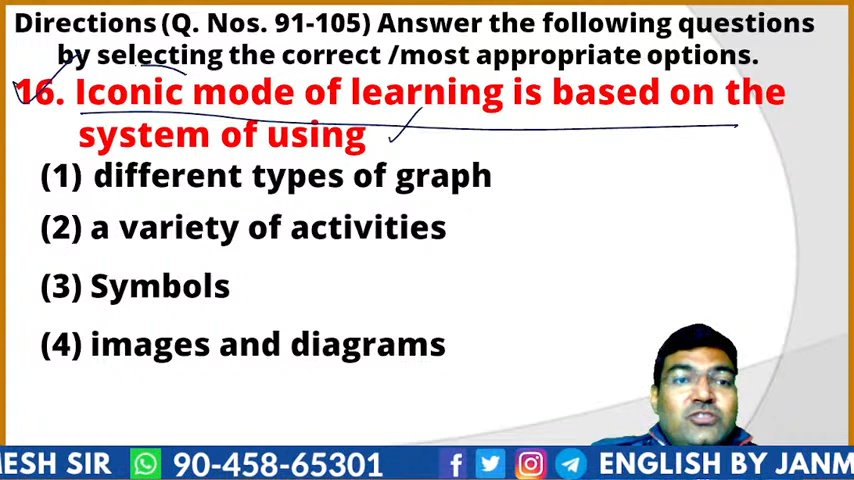 Directions (Q. Nos. 91-105) Answer the following questions
by selecting the correct /most appropriate options.
16. Iconic mode of learning is based on the
system of using
(1) different types of graph
(2) a variety of activities
(3) Symbols
(4) images and diagrams
MESH SIR 90-458-65301 ENGLISH BY JANM